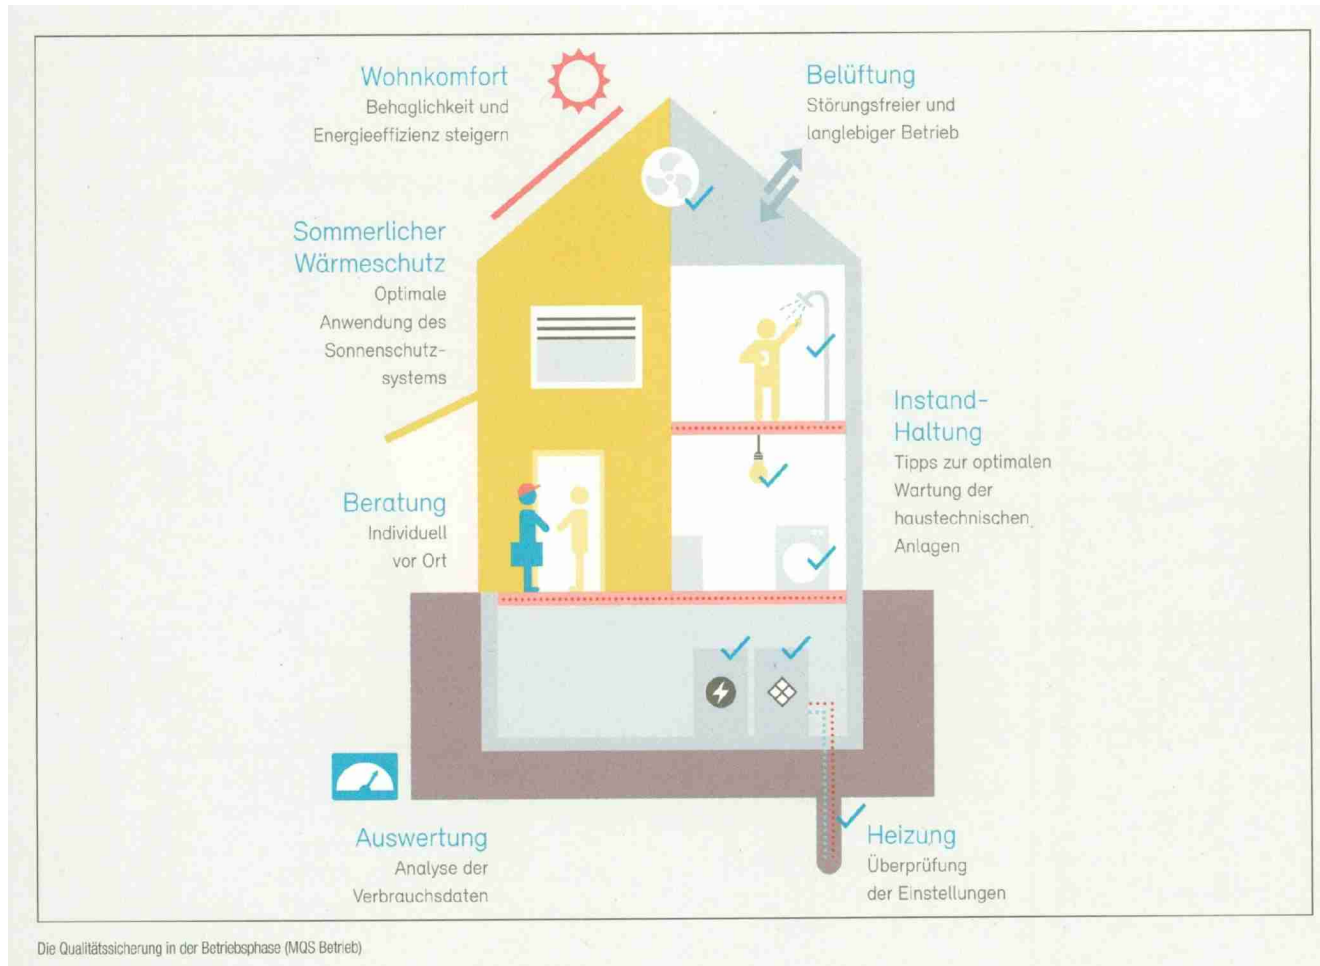 Wohnkomfort
Behaglichkeit und
Energieeffizienz steigern
Belüftung
Störungsfreier und
langlebiger Betrieb
Sommerlicher
Wärmeschutz
Optimale
Anwendung des
Sonnenschutz-
systems
Instand-
Haltung
Tipps zur optimalen
Wartung der
haustechnischen
Anlagen
Beratung
Individuell
vor Ort
Auswertung
Analyse der
Verbrauchsdaten
Heizung
Überprüfung
der Einstellungen
Die Qualitätssicherung in der Betriebsphase (MQS Betrieb)